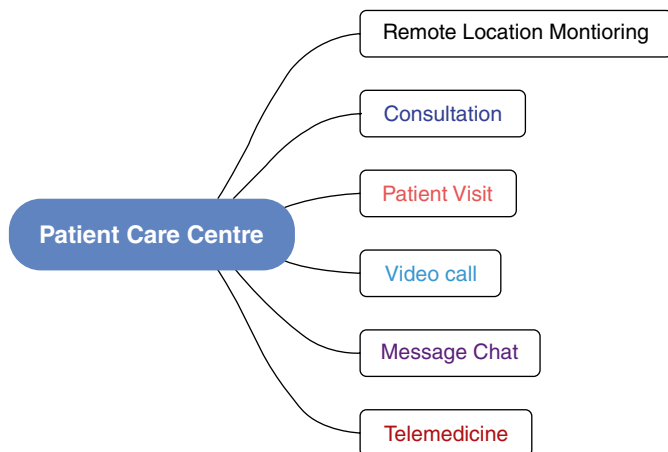 Remote Location Montioring
Consultation
Patient Visit
Patient Care Centre
Video call
Message Chat
Telemedicine